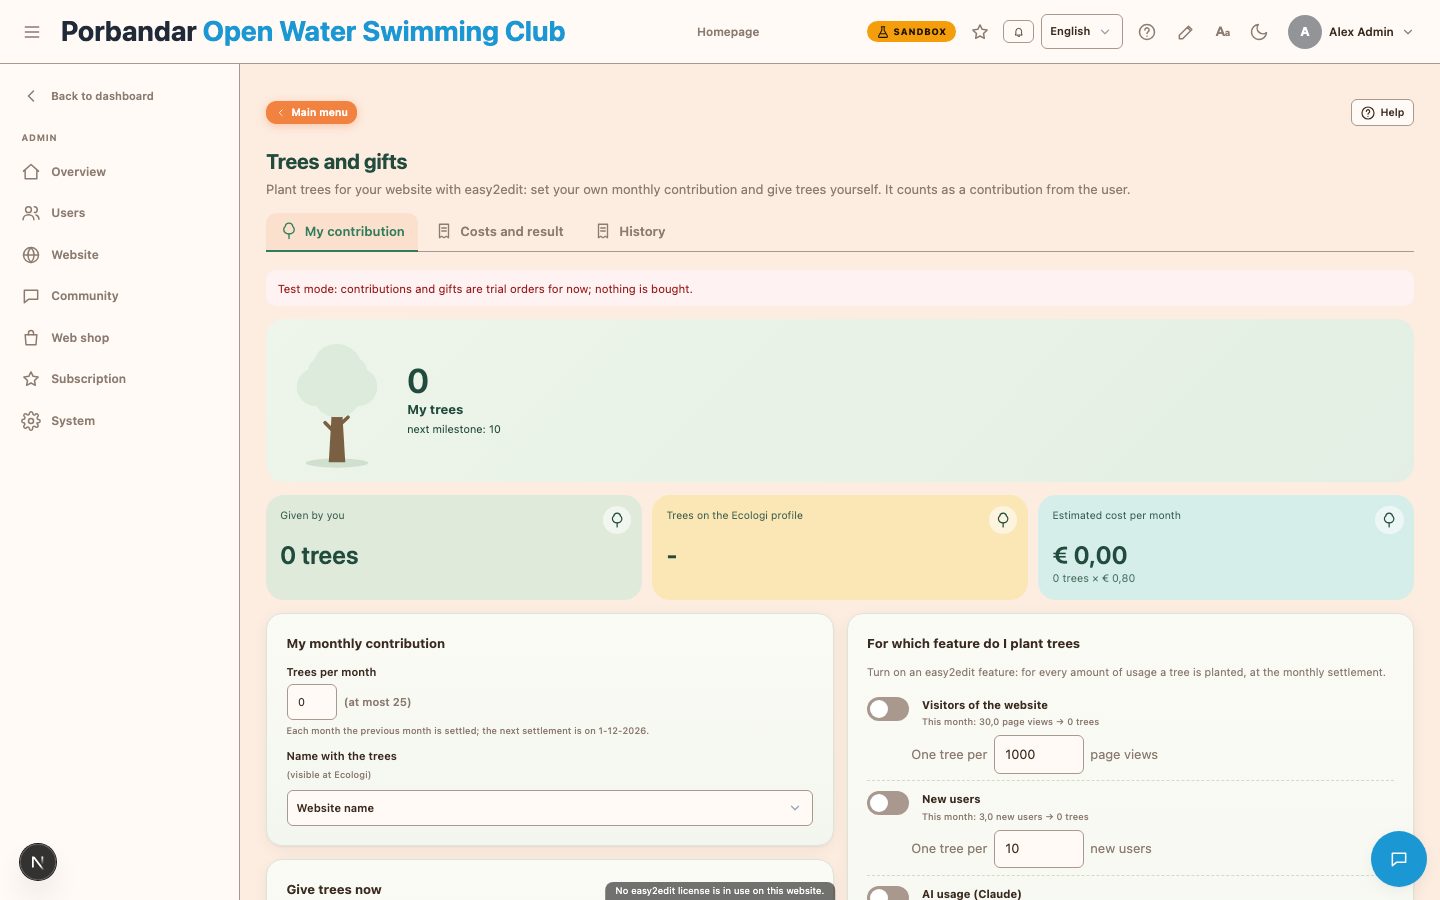 Porbandar Open Water Swimming Club
Homepage
SANDBOX
English
Aa
A
Alex Admin
Back to dashboard
ADMIN
Overview
Users
Website
Community
Web shop
Subscription
System
N
Main menu
Help
Trees and gifts
Plant trees for your website with easy2edit: set your own monthly contribution and give trees yourself. It counts as a contribution from the user.
My contribution
Costs and result
History
Test mode: contributions and gifts are trial orders for now; nothing is bought.
0
My trees
next milestone: 10
Given by you
0 trees
Trees on the Ecologi profile
-
Estimated cost per month
€ 0,00
0 trees × € 0,80
My monthly contribution
Trees per month
0 (at most 25)
Each month the previous month is settled; the next settlement is on 1-12-2026.
Name with the trees
(visible at Ecologi)
Website name
Give trees now
For which feature do I plant trees
Turn on an easy2edit feature: for every amount of usage a tree is planted, at the monthly settlement.
Visitors of the website
This month: 30,0 page views → 0 trees
One tree per 1000 page views
New users
This month: 3,0 new users → 0 trees
One tree per 10 new users
AI usage (Claude)
No easy2edit license is in use on this website.